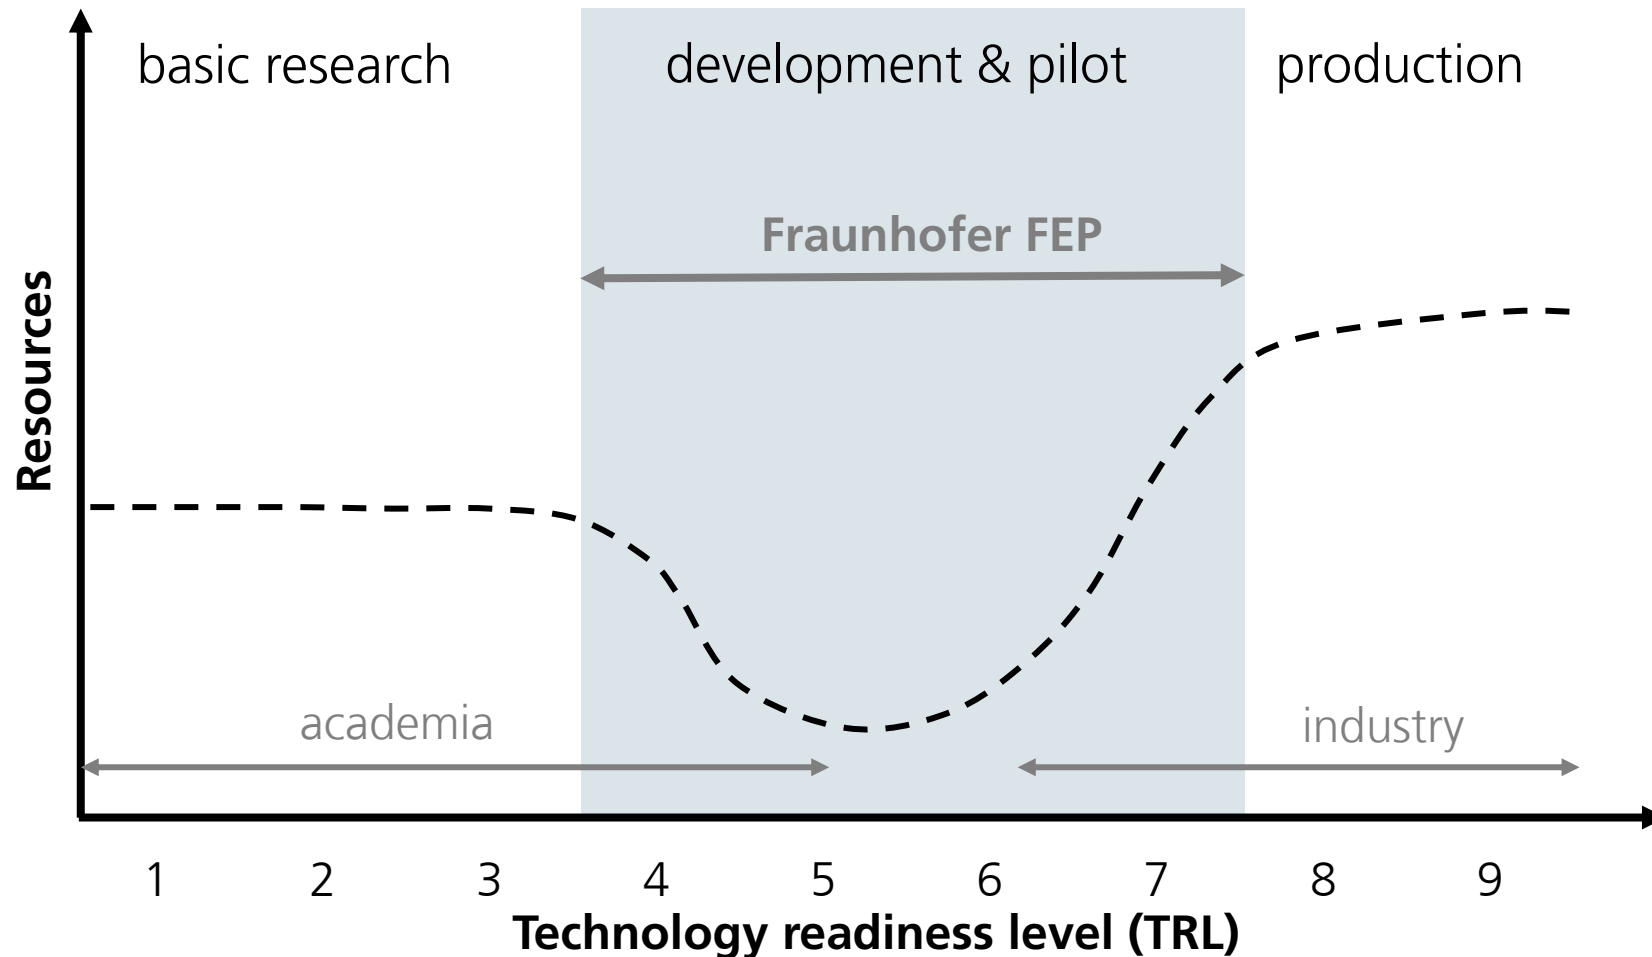 basic research
development & pilot
production
Fraunhofer FEP
Resources
academia
industry
1 2 3 4 5 6 7 8 9
Technology readiness level (TRL)